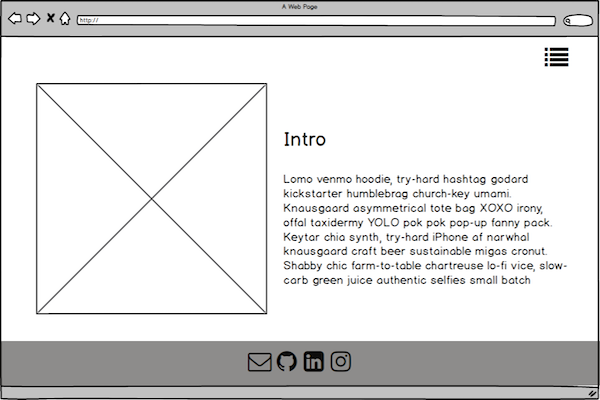 A Web Page
http://
Intro
Lomo venmo hoodie, try-hard hashtag godard
kickstarter humblebrag church-key umami.
Knausgaard asymmetrical tote bag XOXO irony,
offal taxidermy YOLO pok pok pop-up fanny pack.
Keytar chia synth, try-hard iPhone af narwhal
knausgaard craft beer sustainable migas cronut.
Shabby chic farm-to-table chartreuse lo-fi vice, slow-
carb green juice authentic selfies small batch
in